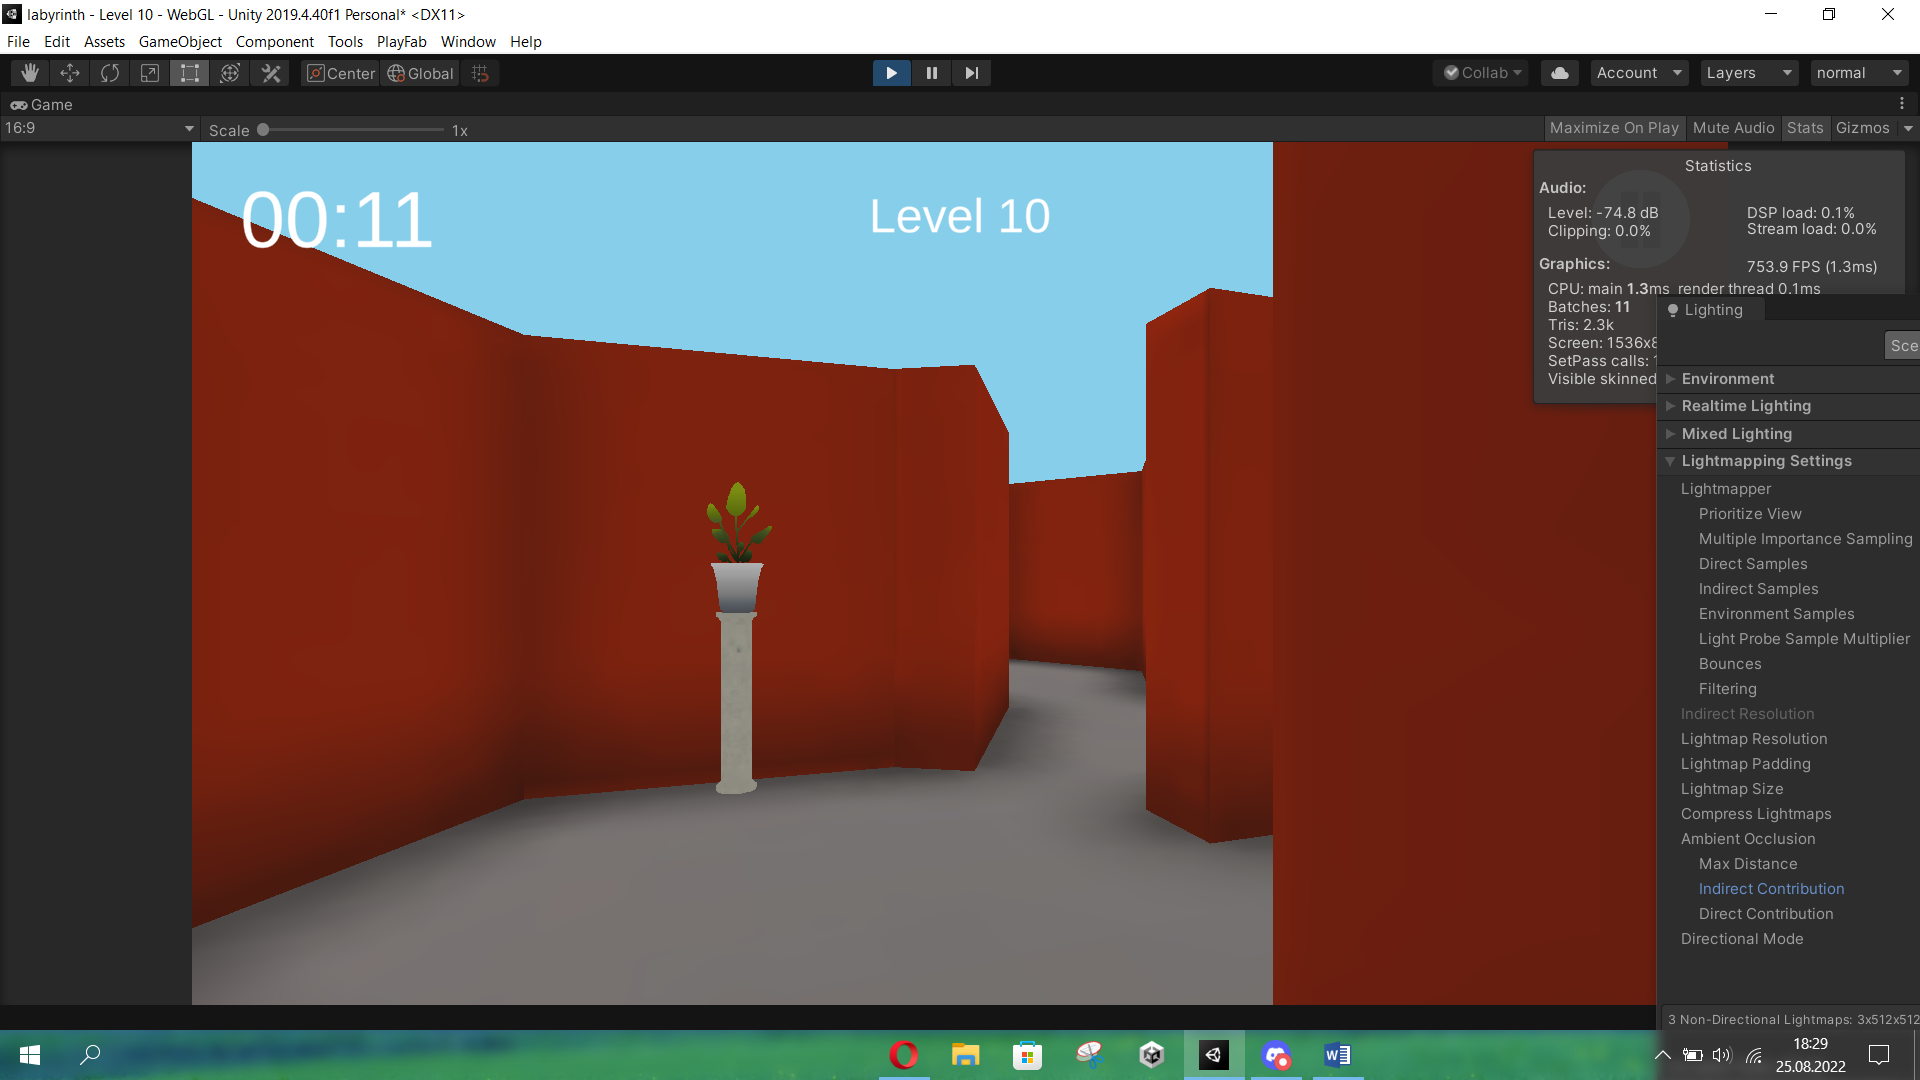 labyrinth - Level 10 - WebGL - Unity 2019.4.40f1 Personal* <DX11>
File Edit Assets GameObject Component Tools PlayFab Window Help
Center Global Collab Account Layers normal
Game
16:9 Scale 1x Maximize On Play Mute Audio Stats Gizmos
00:11
Level 10
Statistics
Audio:
Level: -74.8 dB DSP load: 0.1%
Clipping: 0.0% Stream load: 0.0%
Graphics: 753.9 FPS (1.3ms)
CPU: main 1.3ms render thread 0.1ms
Batches: 11
Tris: 2.3k
Screen: 1536x8
SetPass calls:
Visible skinned
Lighting
Sce
Environment
Realtime Lighting
Mixed Lighting
Lightmapping Settings
Lightmapper
Prioritize View
Multiple Importance Sampling
Direct Samples
Indirect Samples
Environment Samples
Light Probe Sample Multiplier
Bounces
Filtering
Indirect Resolution
Lightmap Resolution
Lightmap Padding
Lightmap Size
Compress Lightmaps
Ambient Occlusion
Max Distance
Indirect Contribution
Direct Contribution
Directional Mode
3 Non-Directional Lightmaps: 3x512x512
18:29
25.08.2022